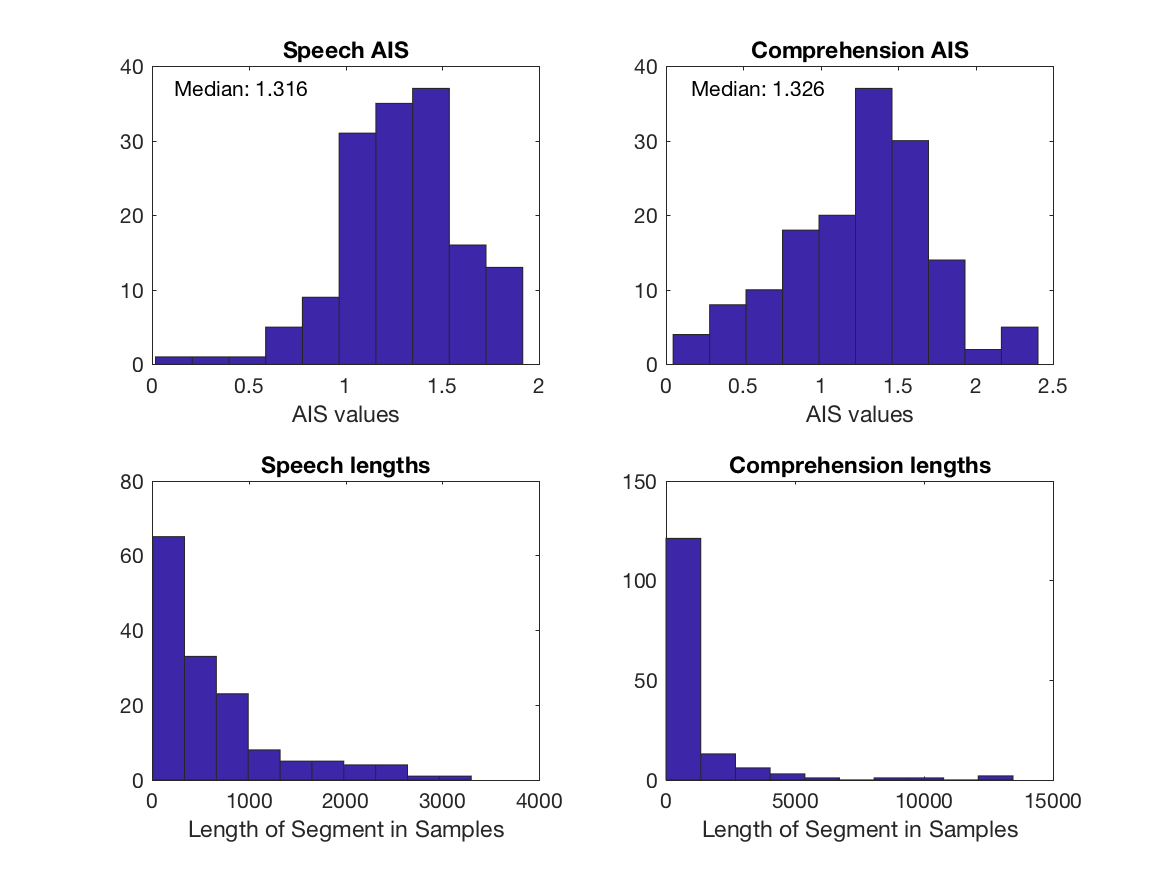 Speech AIS
Median: 1.316
40
30
20
10
0
0 0.5 1 1.5 2
AIS values
Comprehension AIS
Median: 1.326
40
30
20
10
0
0 0.5 1 1.5 2 2.5
AIS values
Speech lengths
80
60
40
20
0
0 1000 2000 3000 4000
Length of Segment in Samples
Comprehension lengths
150
100
50
0
0 5000 10000 15000
Length of Segment in Samples